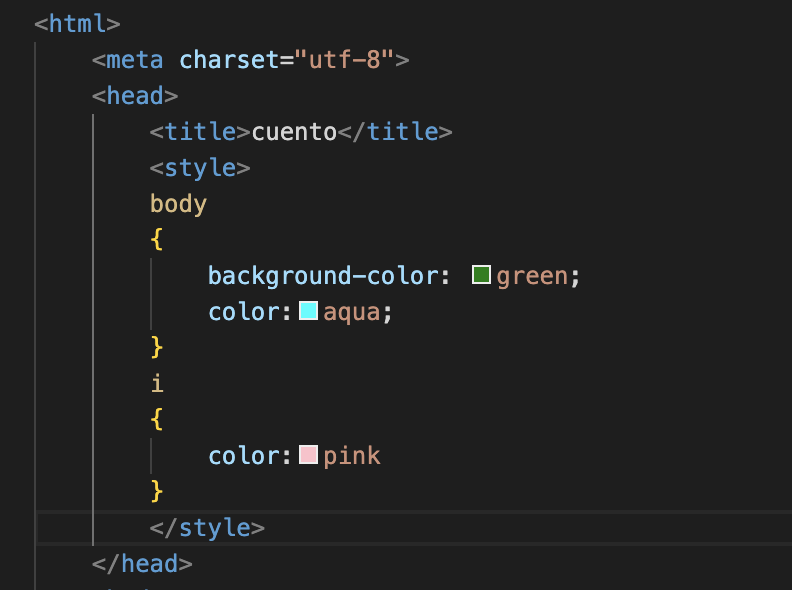 <html>
<meta charset="utf-8">
<head>
<title>cuento</title>
<style>
body
{
background-color: green;
color:aqua;
}
i
{
color:pink
}
</style>
</head>